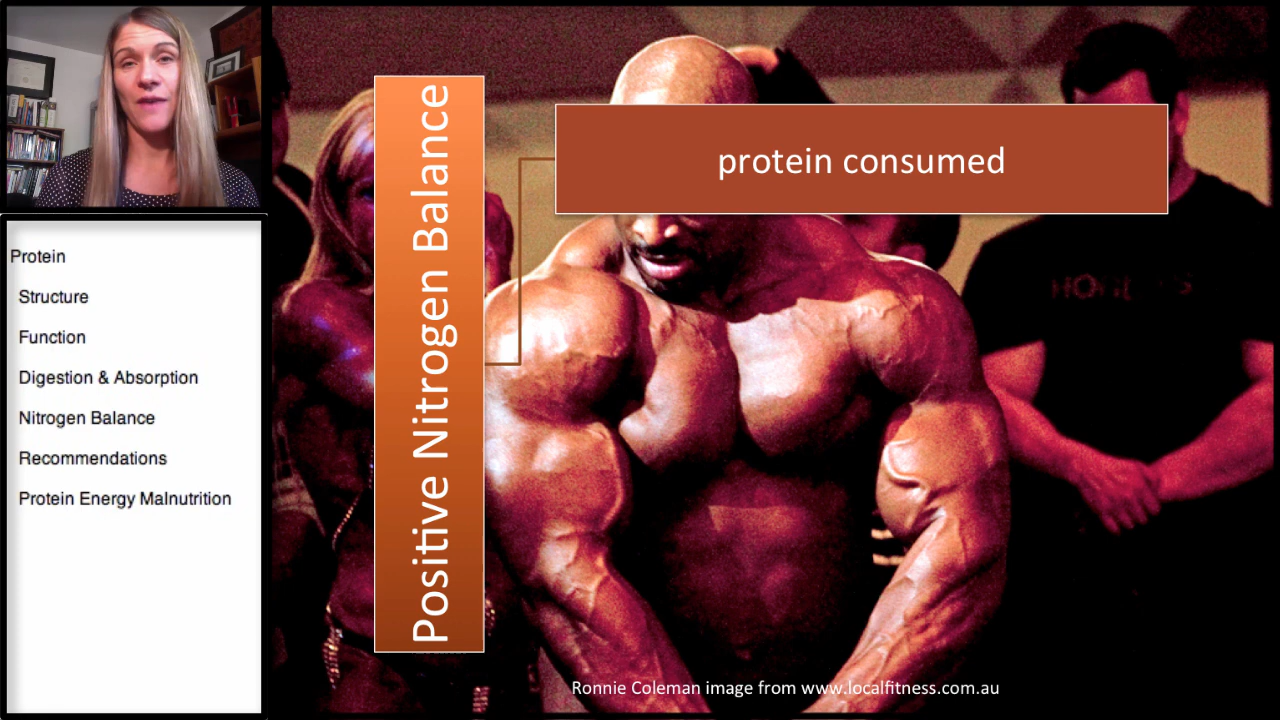 Protein
Structure
Function
Digestion & Absorption
Nitrogen Balance
Recommendations
Protein Energy Malnutrition
Positive Nitrogen Balance
protein consumed
Ronnie Coleman image from www.localfitness.com.au